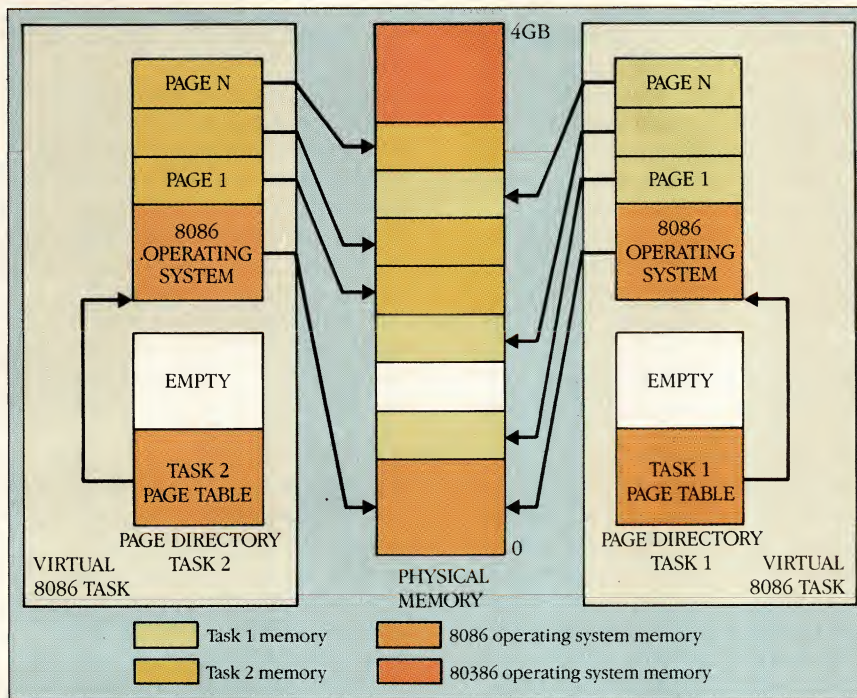 PAGE N
PAGE 1
8086
OPERATING
SYSTEM
EMPTY
TASK 2
PAGE TABLE
PAGE DIRECTORY
TASK 2
VIRTUAL
8086 TASK
4GB
0
PHYSICAL
MEMORY
PAGE N
PAGE 1
8086
OPERATING
SYSTEM
EMPTY
TASK 1
PAGE TABLE
PAGE DIRECTORY
TASK 1
VIRTUAL
8086 TASK
Task 1 memory
8086 operating system memory
Task 2 memory
80386 operating system memory